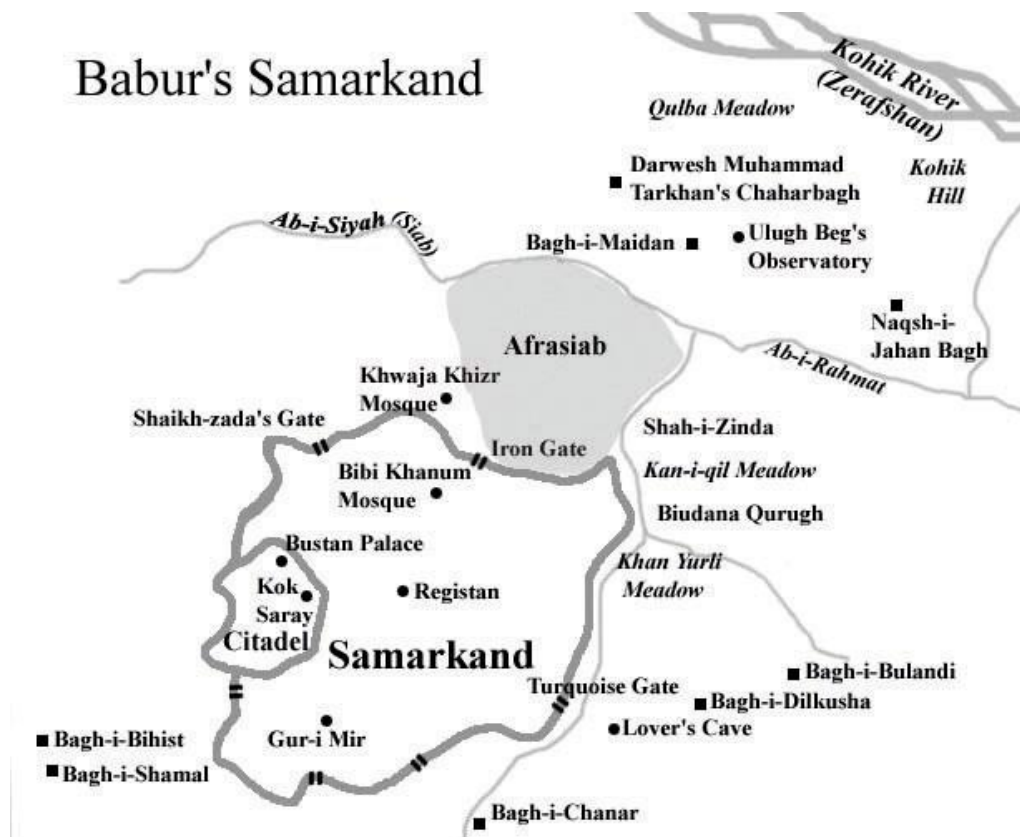 Babur's Samarkand
Kohik River
(Zerafshan)
Qulba Meadow
Darwesh Muhammad
Tarkhan's Chaharbagh
Kohik
Hill
Ab-i-Siyah (Siab)
Bagh-i-Maidan
Ulugh Beg's
Observatory
Naqsh-i-
Jahan Bagh
Afrasiab
Ab-i-Rahmat
Khwaja Khizr
Mosque
Shaikh-zada's Gate
Shah-i-Zinda
Iron Gate
Kan-i-qil Meadow
Bibi Khanum
Mosque
Biudana Qurugh
Bustan Palace
Khan Yurli
Meadow
Kok
Saray
Registan
Citadel
Samarkand
Bagh-i-Bulandi
Turquoise Gate
Bagh-i-Dilkusha
Lover's Cave
Gur-i Mir
Bagh-i-Bihist
Bagh-i-Shamal
Bagh-i-Chanar